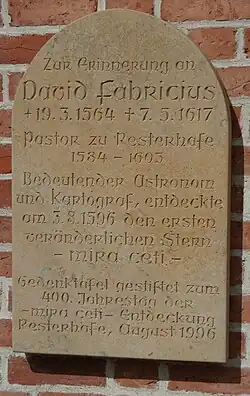 Zur Erinnerung an
David Fabricius
+ 19.3.1564 + 7.5.1617
Pastor zu Resterhafe
1584 – 1603
Bedeutender Astronom
und Kartograf, entdeckte
am 3.8.1596 den ersten
veränderlichen Stern
– mira ceti –
Gedenktafel gestiftet zum
400. Jahrestag der
–mira ceti– Entdeckung
Resterhafe, August 1996